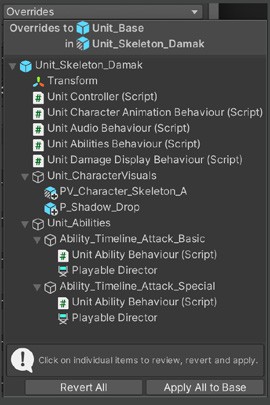 Overrides
Overrides to Unit_Base
in Unit_Skeleton_Damak
Unit_Skeleton_Damak
Transform
Unit Controller (Script)
Unit Character Animation Behaviour (Script)
Unit Audio Behaviour (Script)
Unit Abilities Behaviour (Script)
Unit Damage Display Behaviour (Script)
Unit_CharacterVisuals
PV_Character_Skeleton_A
P_Shadow_Drop
Unit_Abilities
Ability_Timeline_Attack_Basic
Unit Ability Behaviour (Script)
Playable Director
Ability_Timeline_Attack_Special
Unit Ability Behaviour (Script)
Playable Director
Click on individual items to review, revert and apply.
Revert All Apply All to Base